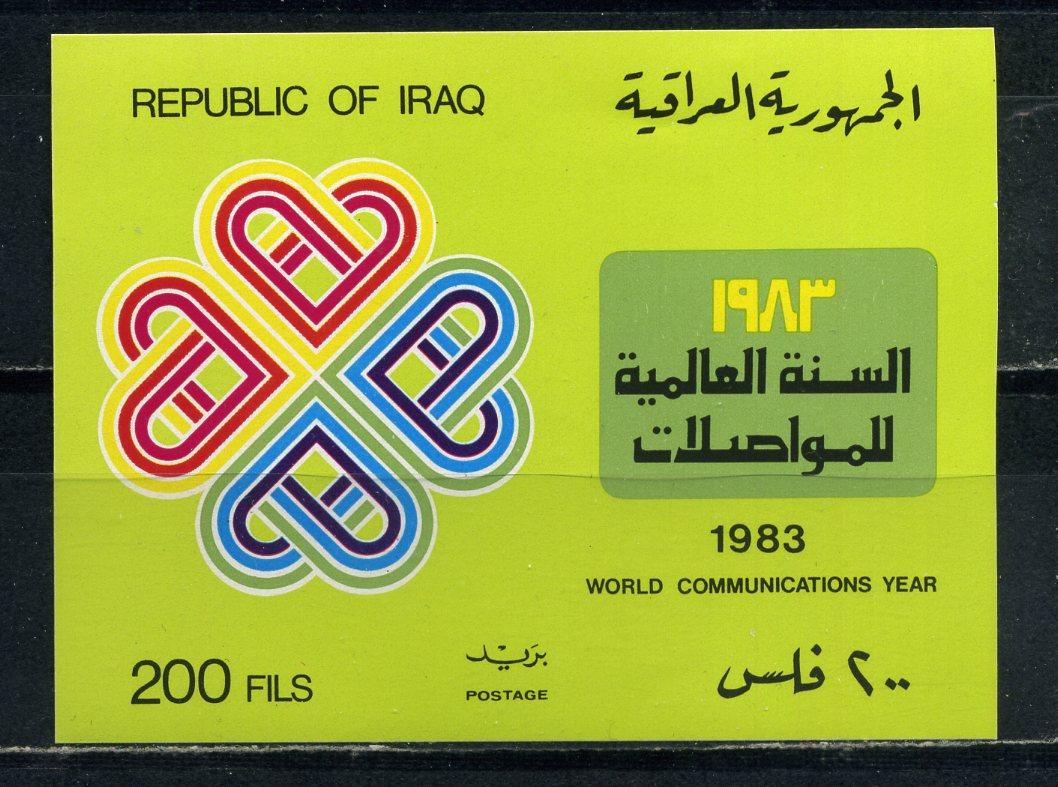 REPUBLIC OF IRAQ
الجمهورية العراقية
١٩٨٣
السنة العالمية
للمواصلات
1983
WORLD COMMUNICATIONS YEAR
200 FILS
بريد
POSTAGE
٢٠٠ فلس